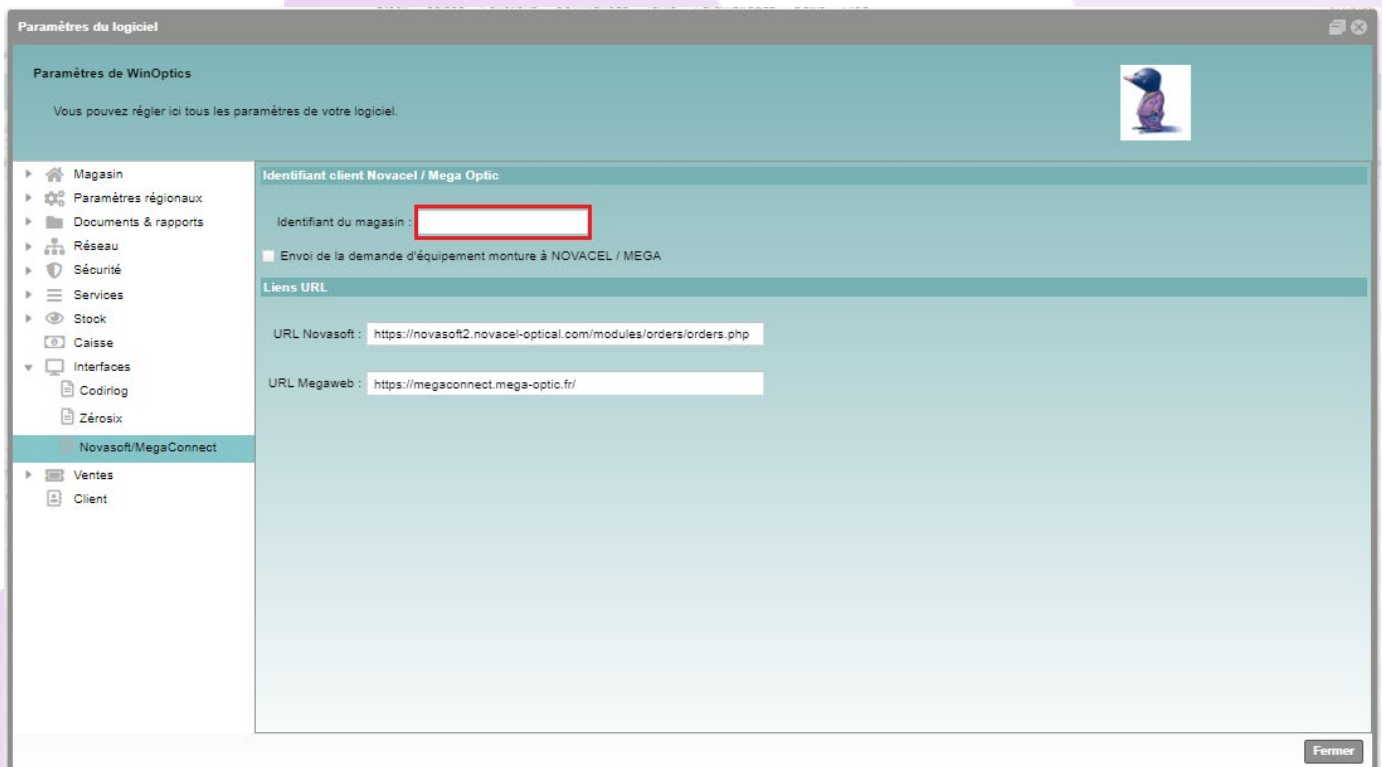 Paramètres du logiciel
Paramètres de WinOptics
Vous pouvez régler ici tous les paramètres de votre logiciel.
Magasin
Paramètres régionaux
Documents & rapports
Réseau
Sécurité
Services
Stock
Caisse
Interfaces
Codirlog
Zérosix
Novasoft/MegaConnect
Ventes
Client
Identifiant client Novacel / Mega Optic
Identifiant du magasin :
Envoi de la demande d'équipement monture à NOVACEL / MEGA
Liens URL
URL Novasoft : https://novasoft2.novacel-optical.com/modules/orders/orders.php
URL Megaweb : https://megaconnect.mega-optic.fr/
Fermer